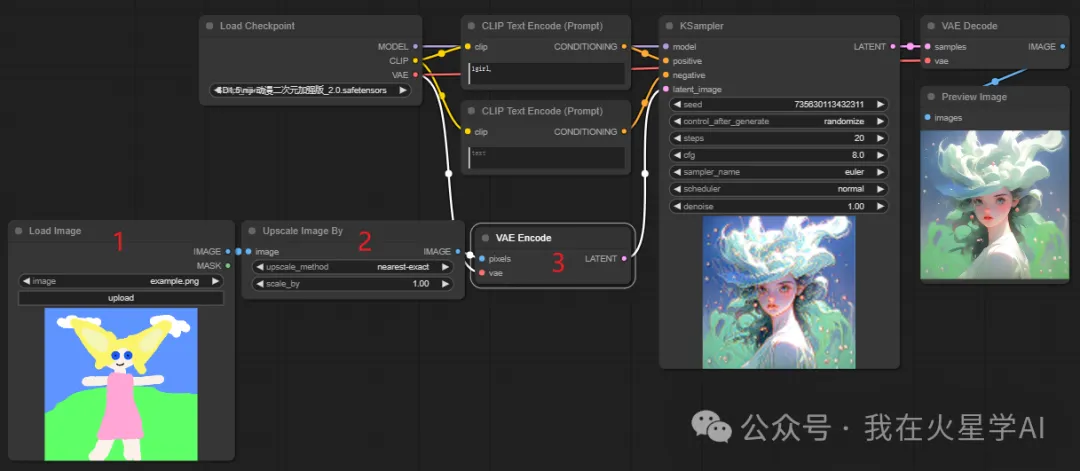 Load Checkpoint
MODEL
CLIP
VAE
动漫二次元加强版_2.0.safetensors
CLIP Text Encode (Prompt)
clip
CONDITIONING
1girl,
CLIP Text Encode (Prompt)
clip
CONDITIONING
text
KSampler
model
LATENT
positive
negative
latent_image
seed 735630113432311
control_after_generate randomize
steps 20
cfg 8.0
sampler_name euler
scheduler normal
denoise 1.00
VAE Decode
samples
IMAGE
vae
Preview Image
images
Load Image
1
IMAGE
MASK
image example.png
upload
Upscale Image By
2
image
IMAGE
upscale_method nearest-exact
scale_by 1.00
VAE Encode
3
pixels
LATENT
vae
公众号 · 我在火星学AI